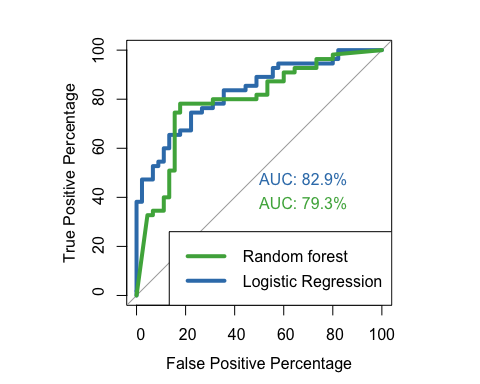 True Positive Percentage
100
80
60
40
20
0
AUC: 82.9%
AUC: 79.3%
Random forest
Logistic Regression
0 20 40 60 80 100
False Positive Percentage